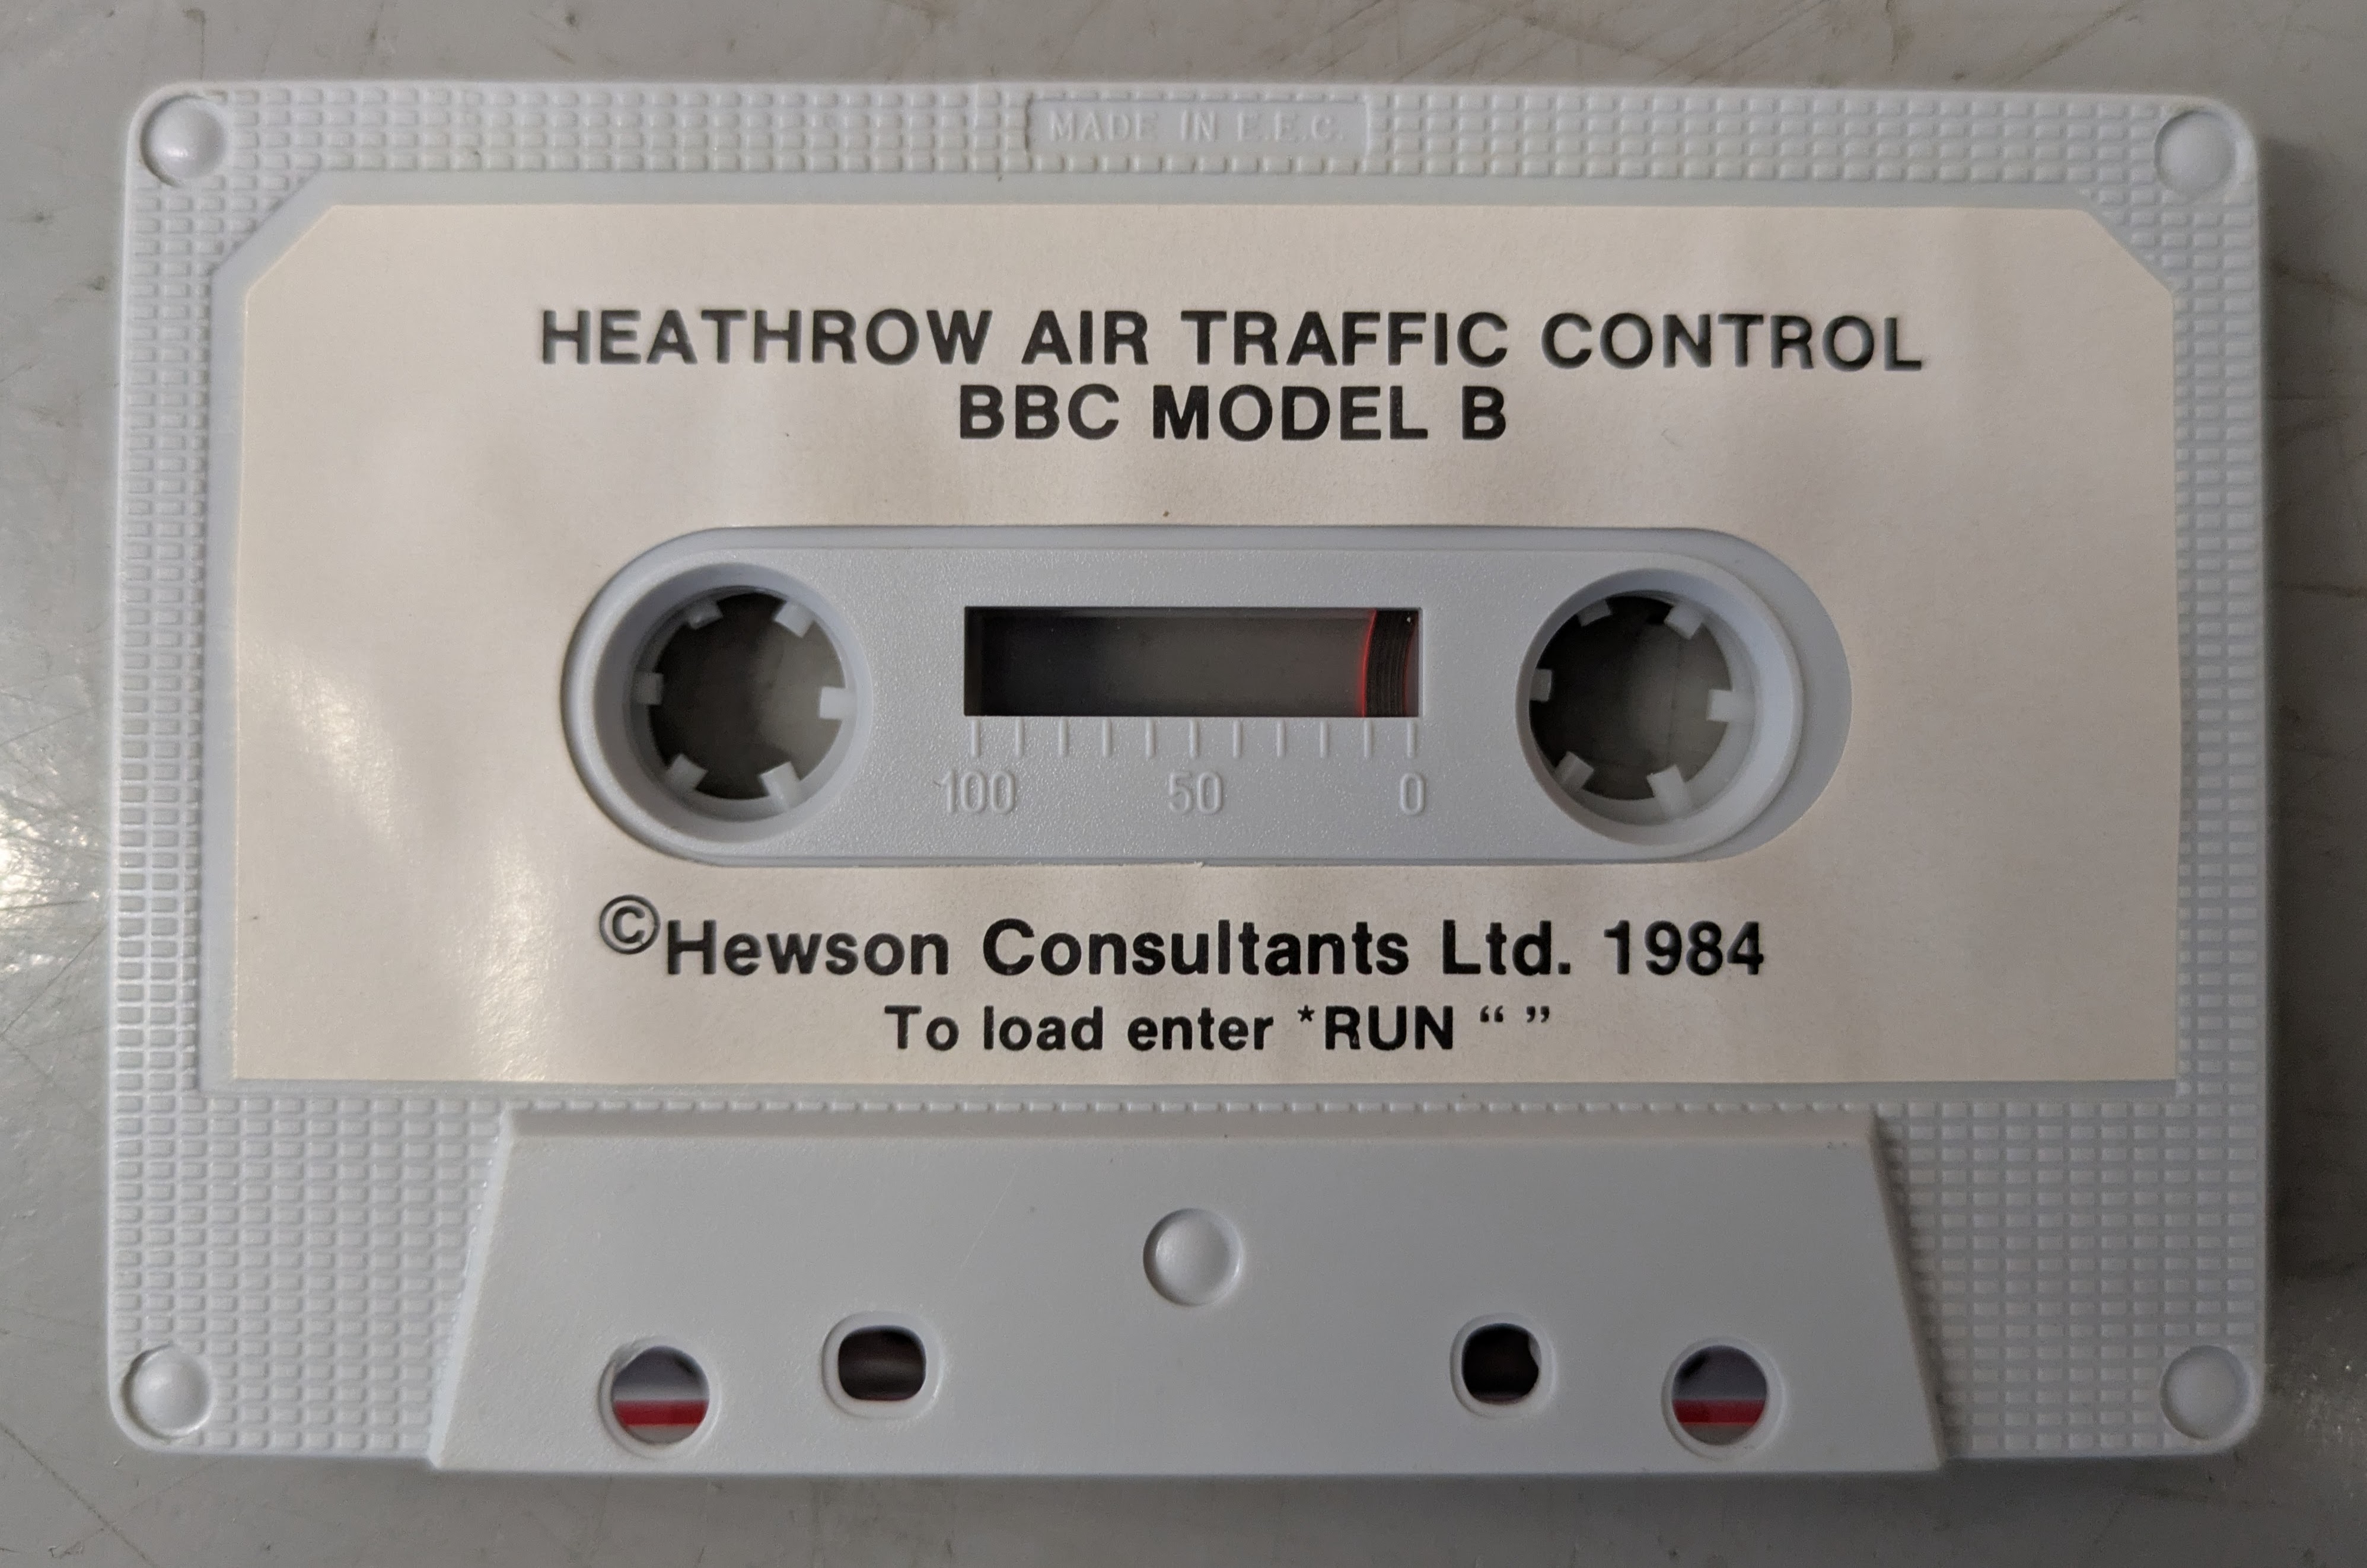 MADE IN E.E.C.
HEATHROW AIR TRAFFIC CONTROL
BBC MODEL B
100 50 0
©Hewson Consultants Ltd. 1984
To load enter *RUN “ ”